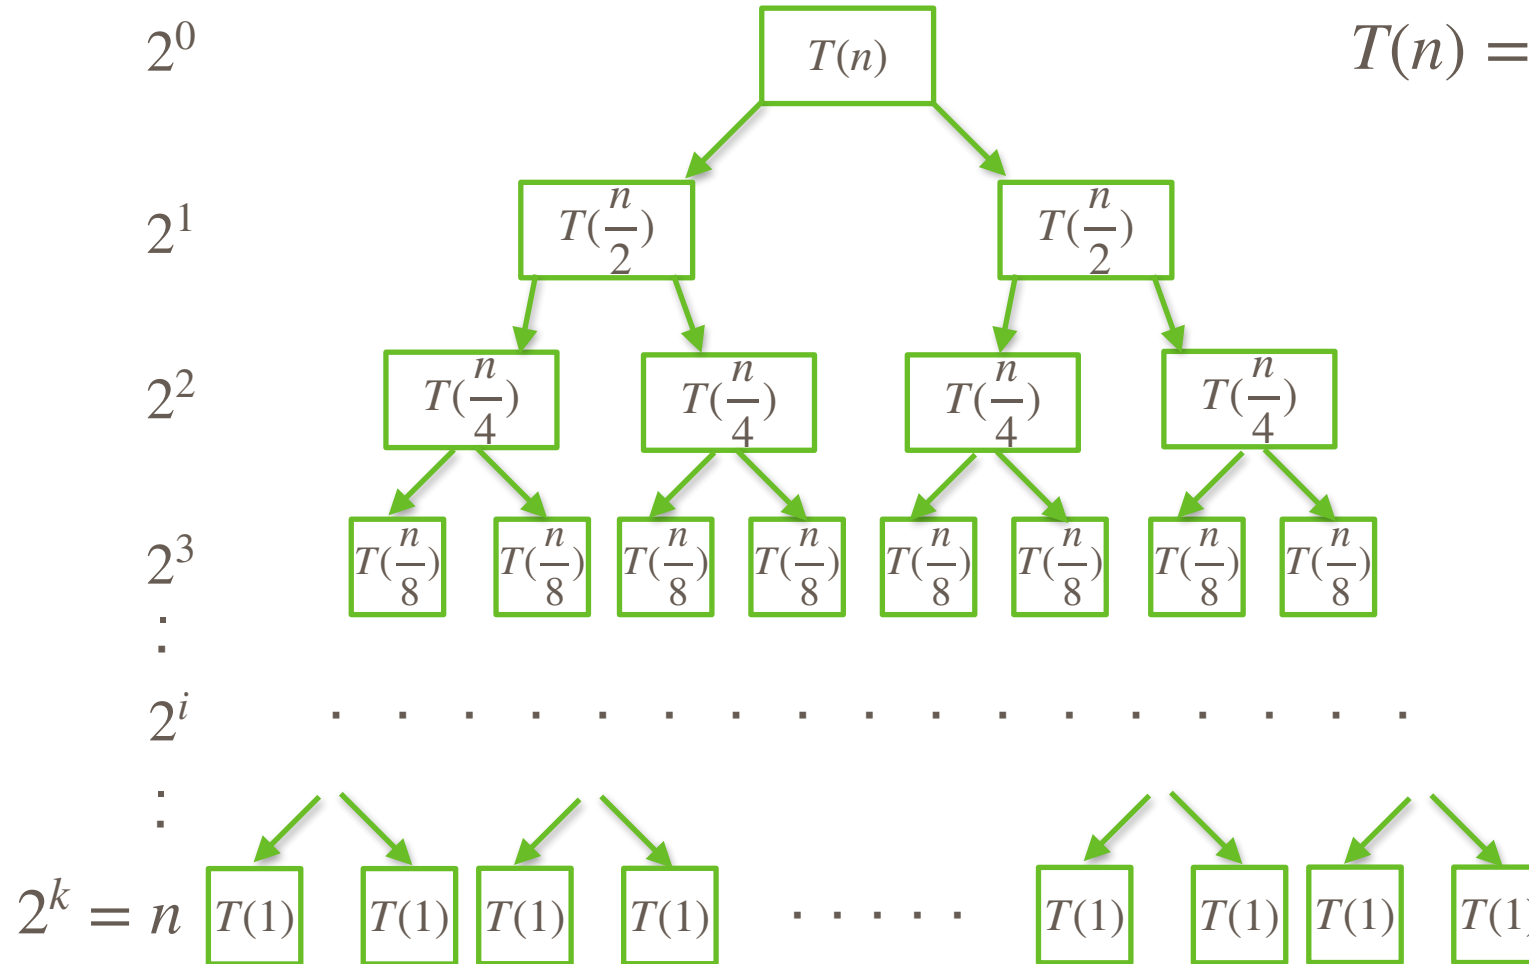 2^0 T(n) T(n) =
2^1 T(n/2) T(n/2)
2^2 T(n/4) T(n/4) T(n/4) T(n/4)
2^3 T(n/8) T(n/8) T(n/8) T(n/8) T(n/8) T(n/8) T(n/8) T(n/8)
⋮
2^i . . . . . . . . . . . . . . . . .
⋮
2^k = n T(1) T(1) T(1) T(1) . . . . . T(1) T(1) T(1) T(1)